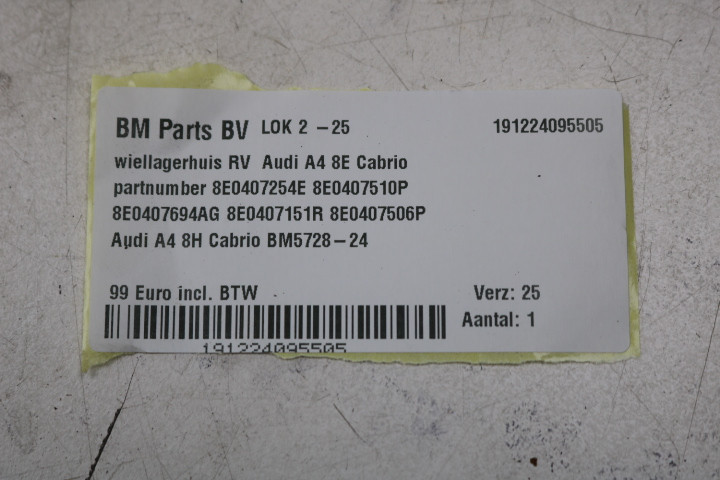 BM Parts BV LOK 2 - 25 191224095505
wiellagerhuis RV Audi A4 8E Cabrio
partnumber 8E0407254E 8E0407510P
8E0407694AG 8E0407151R 8E0407506P
Audi A4 8H Cabrio BM5728-24
99 Euro incl. BTW Verz: 25
Aantal: 1
191224095505